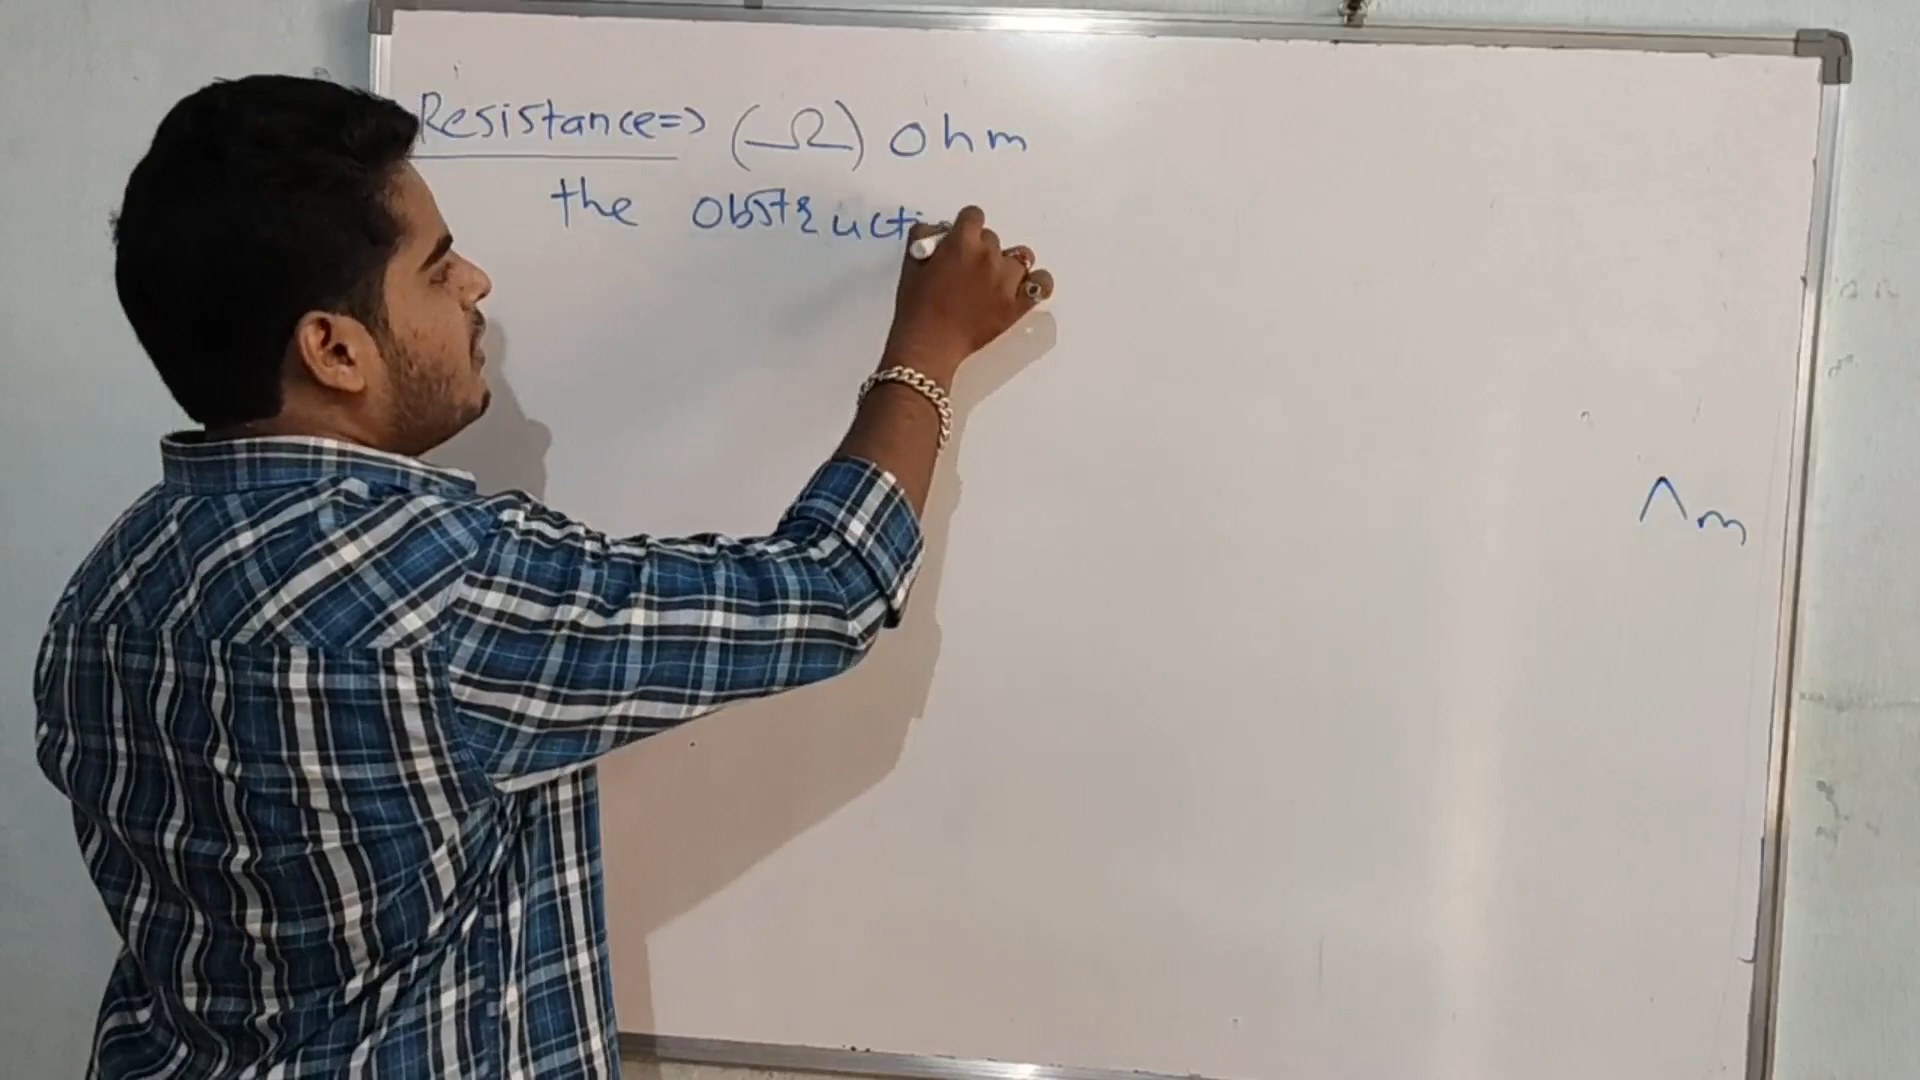 Resistance=> (Ω) ohm
the obstructi
Λm